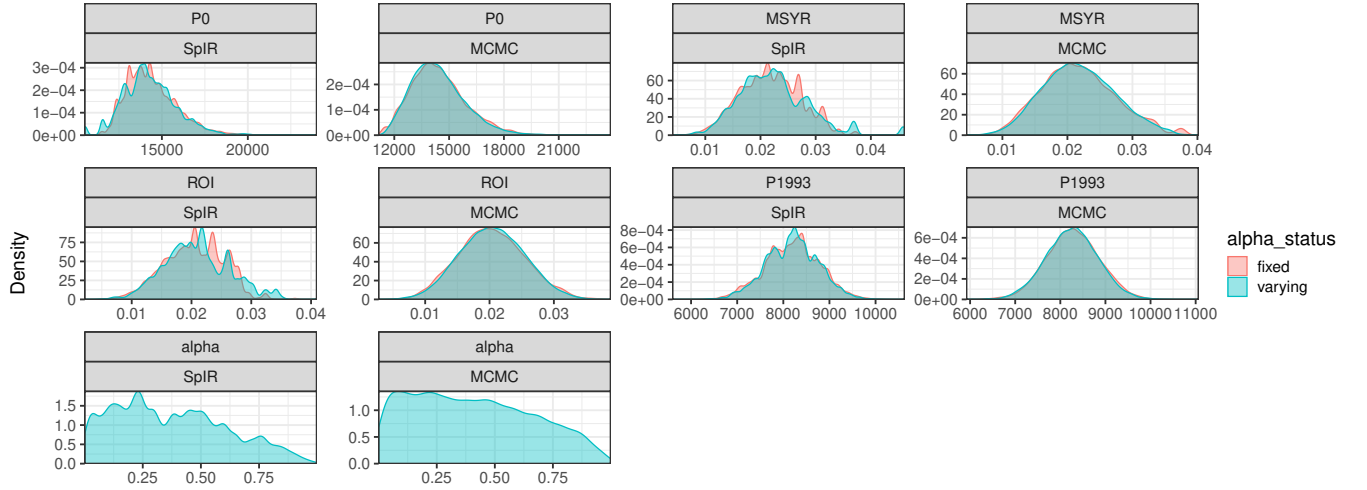 P0 P0 MSYR MSYR
SpIR MCMC SpIR MCMC
3e−04
2e−04
1e−04
0e+00
15000 20000
2e−04
1e−04
0e+00
12000 15000 18000 21000
60
40
20
0
0.01 0.02 0.03 0.04
60
40
20
0
0.01 0.02 0.03 0.04
ROI ROI P1993 P1993
SpIR MCMC SpIR MCMC
75
50
25
0
0.01 0.02 0.03 0.04
60
40
20
0
0.01 0.02 0.03
8e−04
6e−04
4e−04
2e−04
0e+00
6000 7000 8000 9000 10000
6e−04
4e−04
2e−04
0e+00
6000 7000 8000 9000 10000 11000
alpha alpha
SpIR MCMC
1.5
1.0
0.5
0.0
0.25 0.50 0.75
1.0
0.5
0.0
0.25 0.50 0.75
Density
alpha_status
fixed
varying